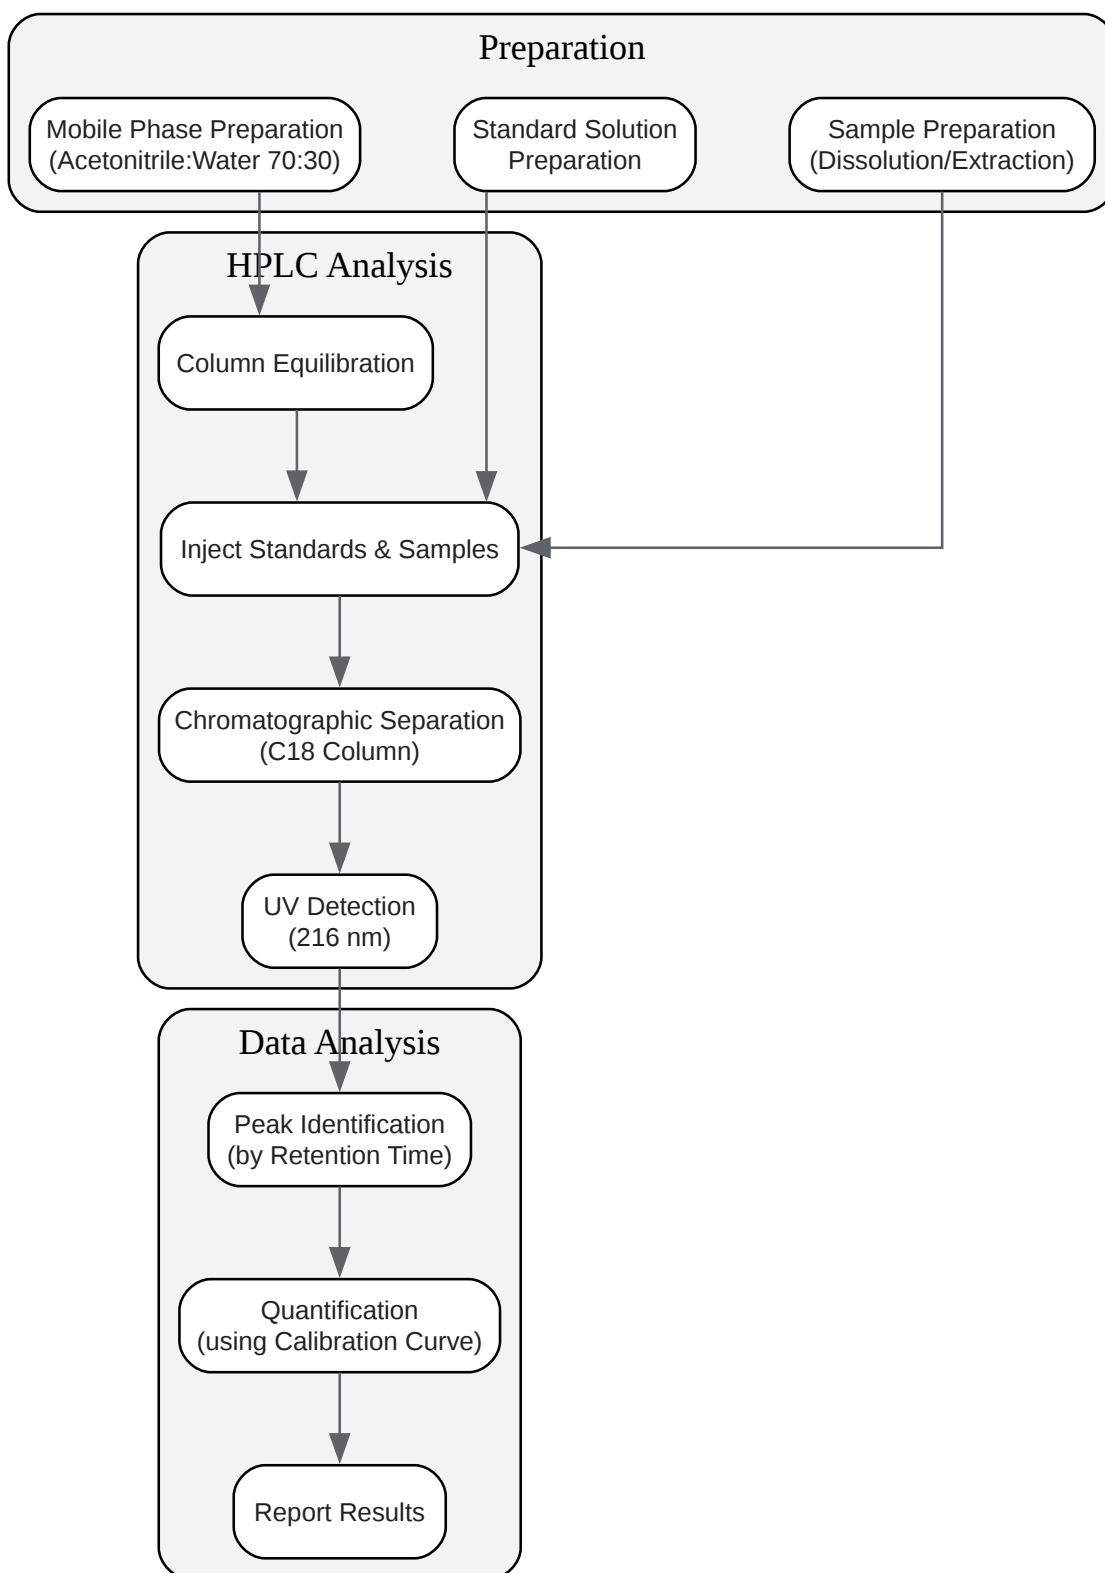 Preparation
Mobile Phase Preparation
(Acetonitrile:Water 70:30)
Standard Solution
Preparation
Sample Preparation
(Dissolution/Extraction)
HPLC Analysis
Column Equilibration
Inject Standards & Samples
Chromatographic Separation
(C18 Column)
UV Detection
(216 nm)
Data Analysis
Peak Identification
(by Retention Time)
Quantification
(using Calibration Curve)
Report Results